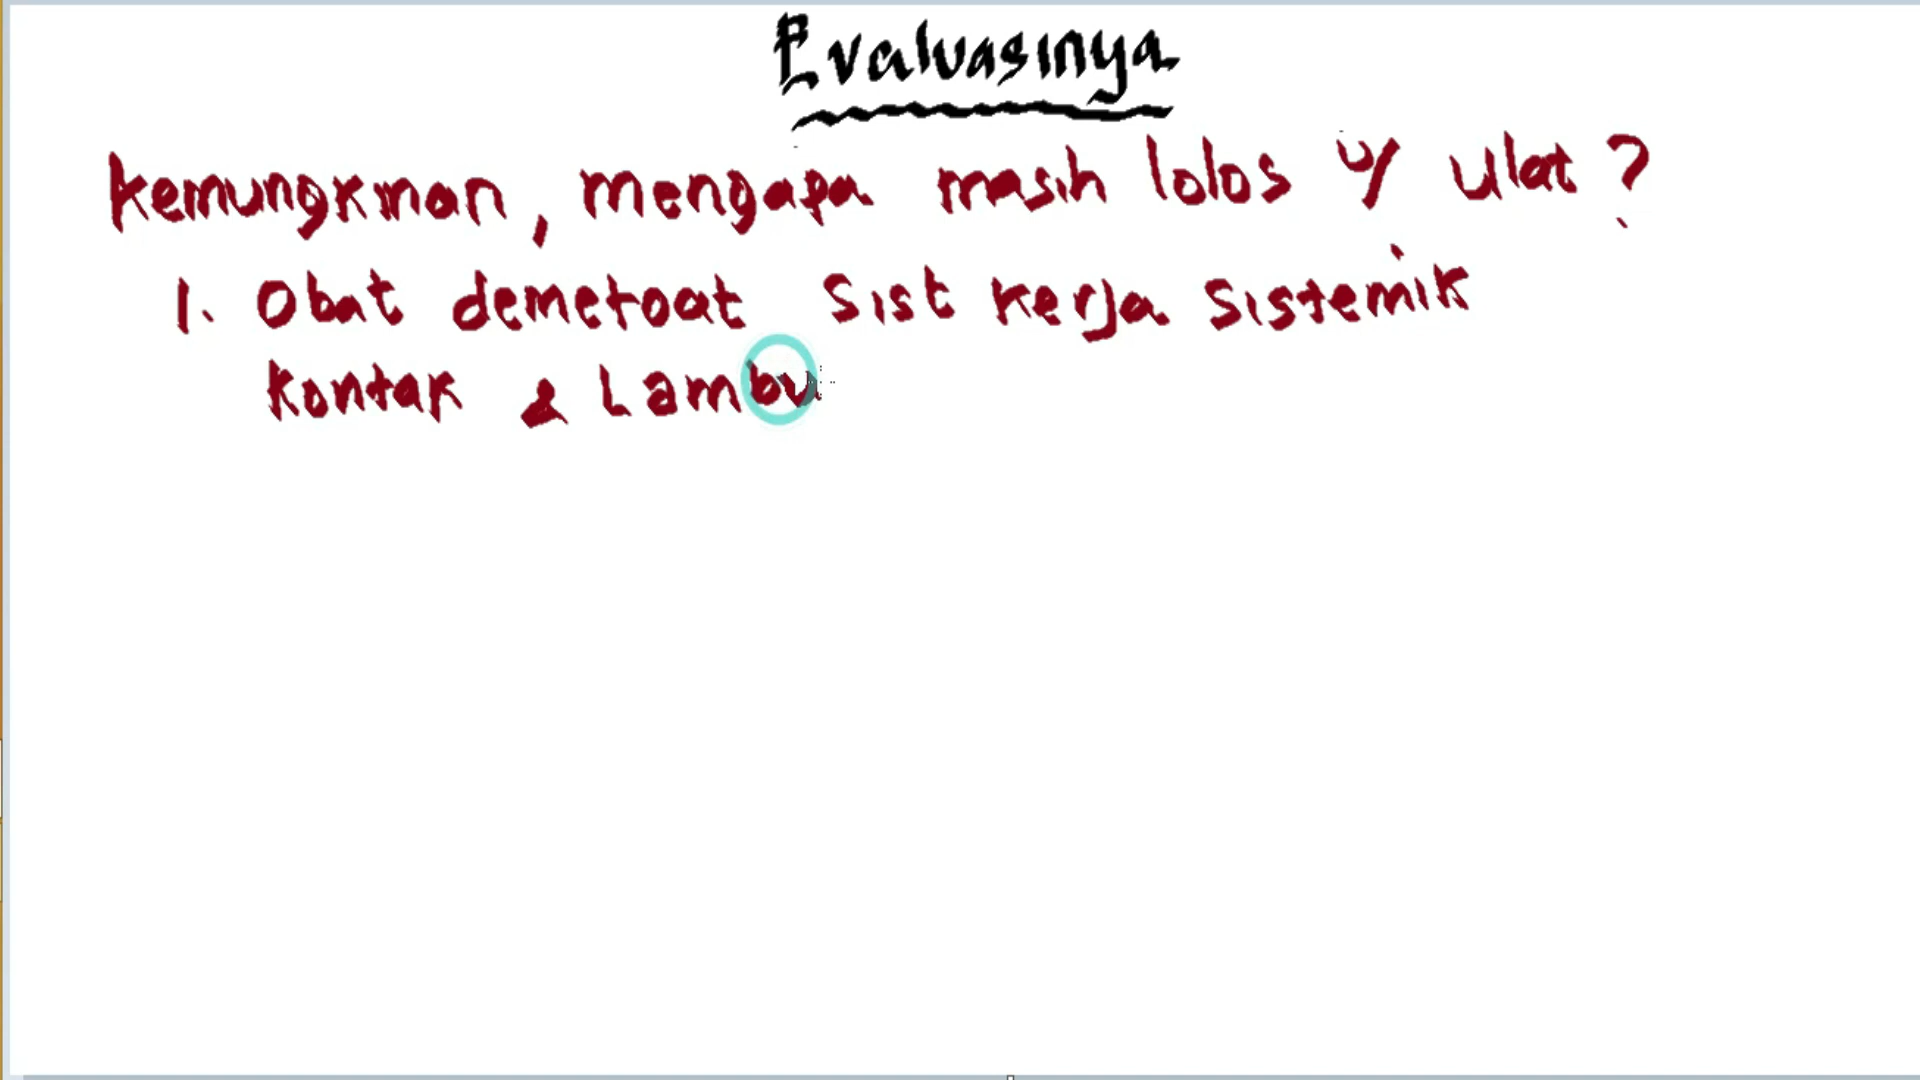 Evaluasinya
kemungkinan, mengapa masih lolos u/ ulat ?
1. Obat demetoat sist kerja sistemik
kontak & Lambu